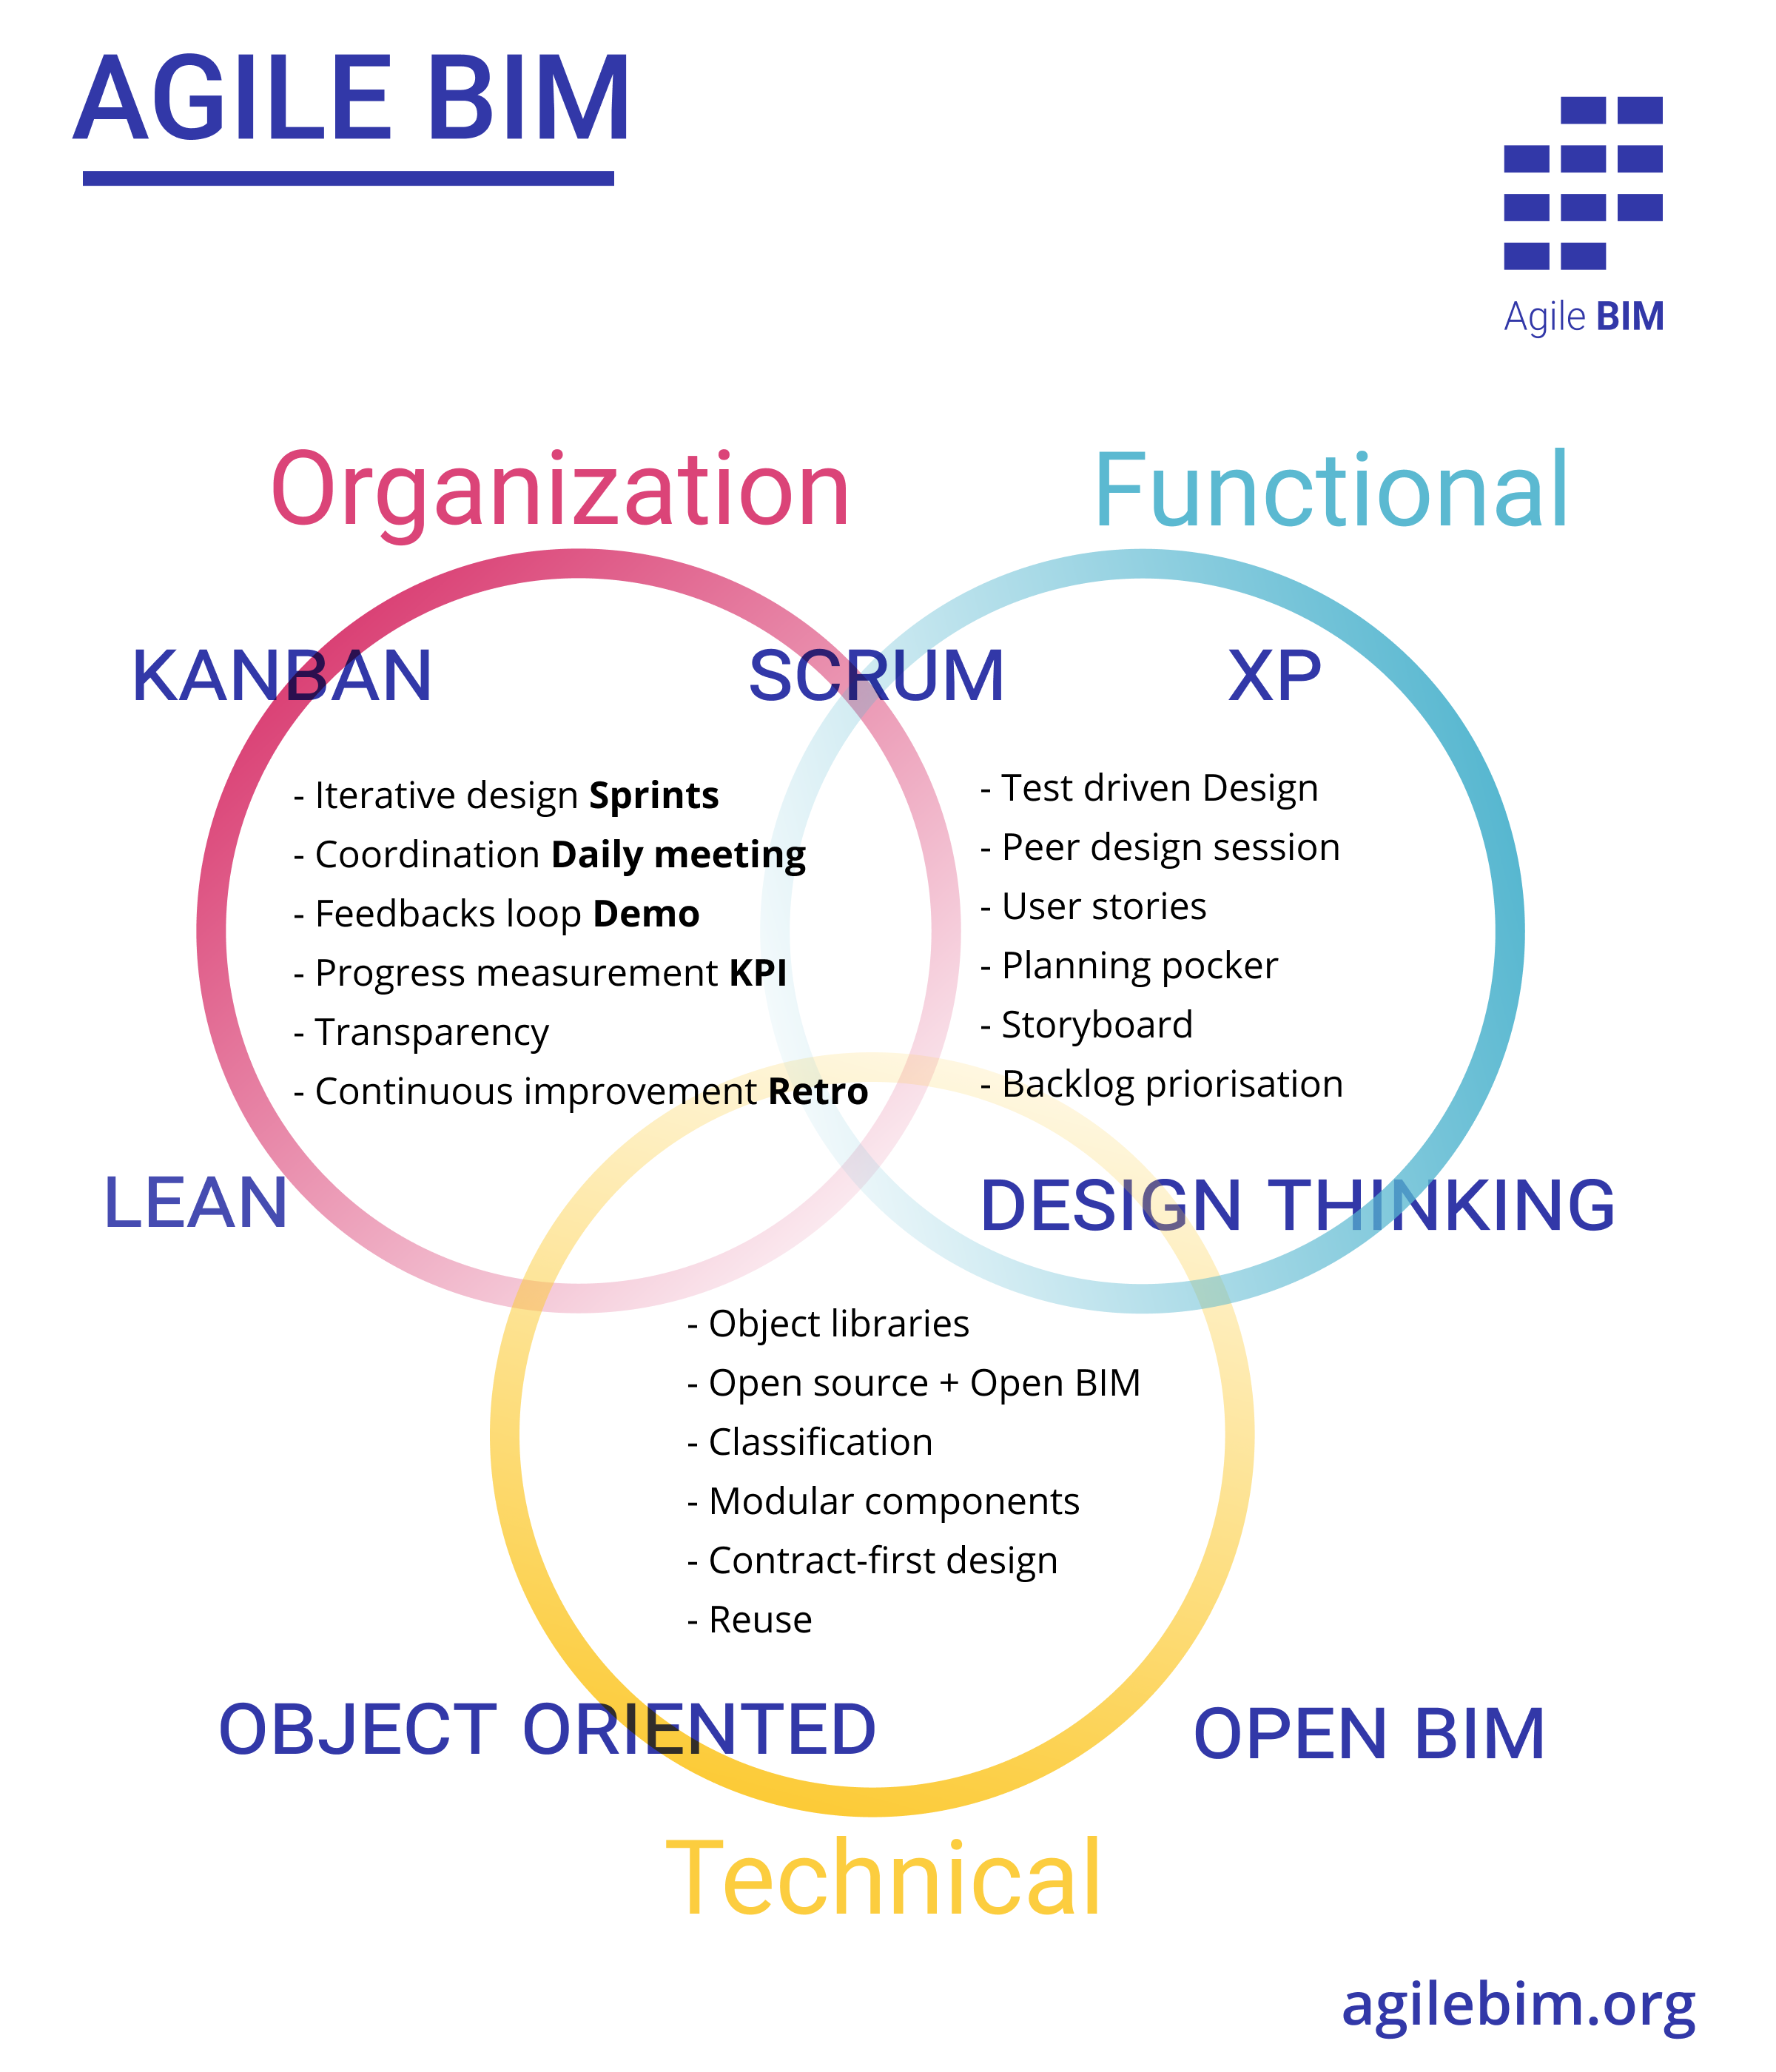 AGILE BIM
Agile BIM
Organization
Functional
KANBAN
SCRUM
XP
- Iterative design Sprints
- Coordination Daily meeting
- Feedbacks loop Demo
- Progress measurement KPI
- Transparency
- Continuous improvement Retro
- Test driven Design
- Peer design session
- User stories
- Planning pocker
- Storyboard
- Backlog priorisation
LEAN
DESIGN THINKING
- Object libraries
- Open source + Open BIM
- Classification
- Modular components
- Contract-first design
- Reuse
OBJECT ORIENTED
OPEN BIM
Technical
agilebim.org